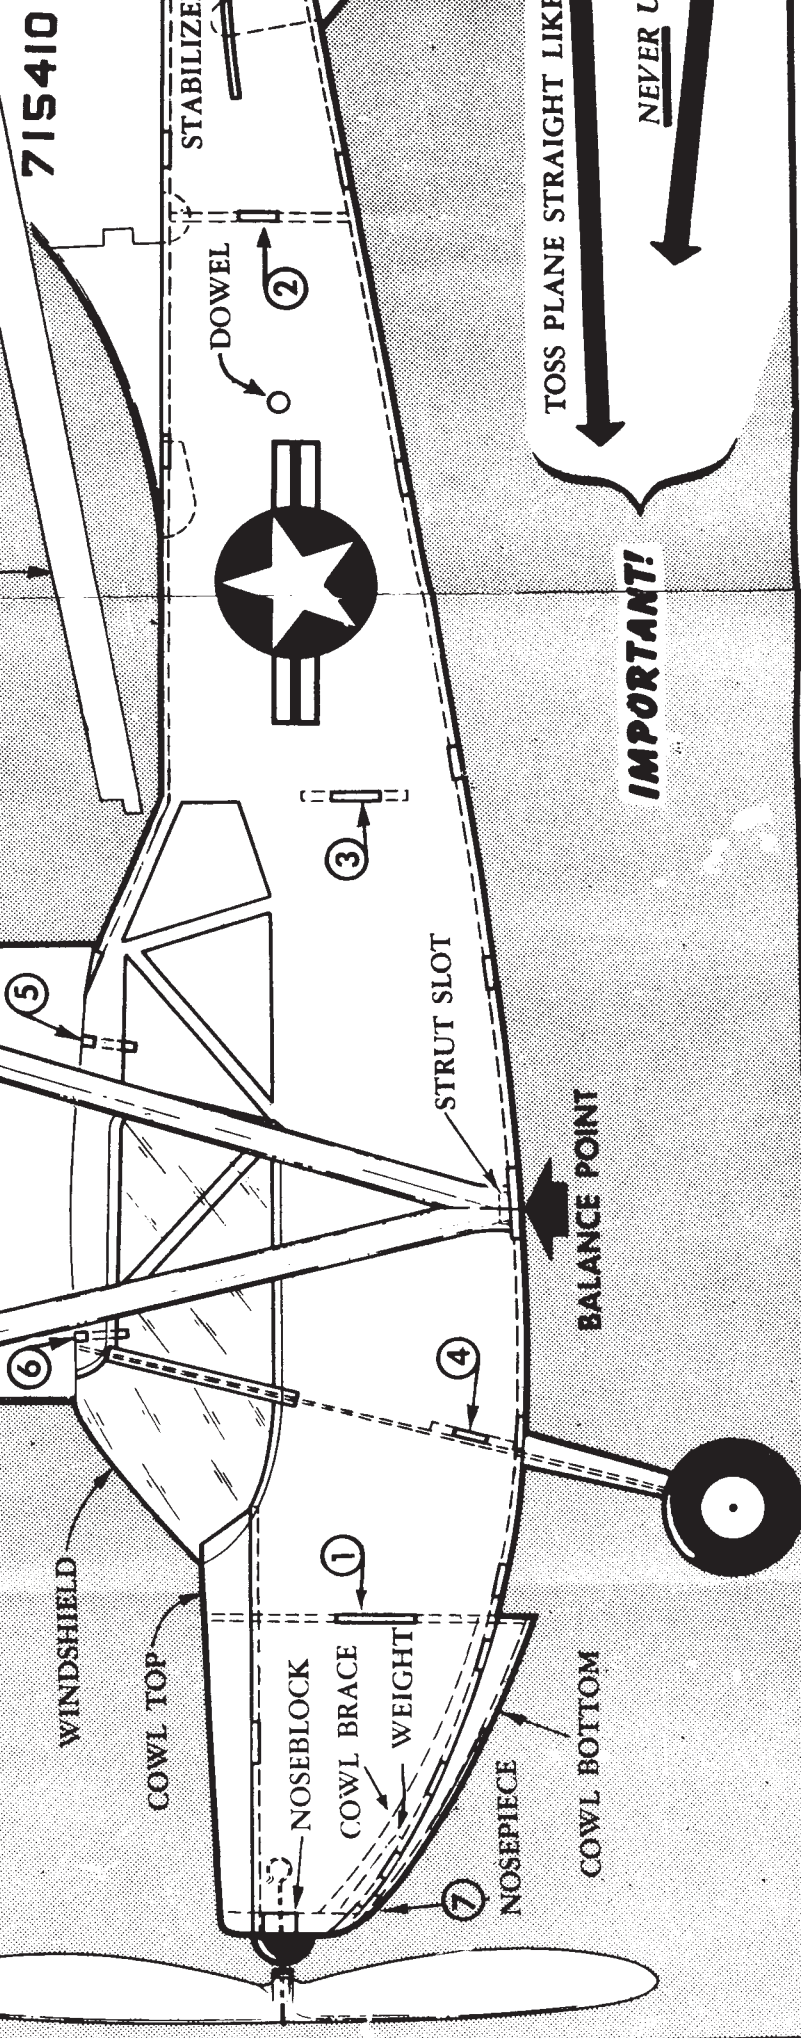 715410
STABILIZE
TOSS PLANE STRAIGHT LIKE
NEVER U
2
DOWEL
IMPORTANT!
3
5
STRUT SLOT
BALANCE POINT
6
4
WINDSHIELD
1
COWL TOP
NOSEBLOCK
COWL BRACE
WEIGHT
7
NOSEPIECE
COWL BOTTOM